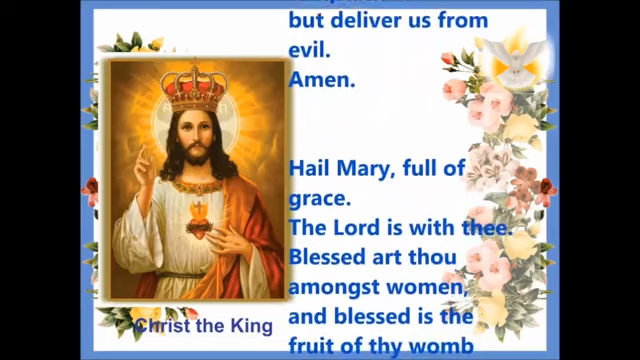 but deliver us from
evil.
Amen.
Hail Mary, full of
grace.
The Lord is with thee.
Blessed art thou
amongst women,
and blessed is the
fruit of thy womb
Christ the King